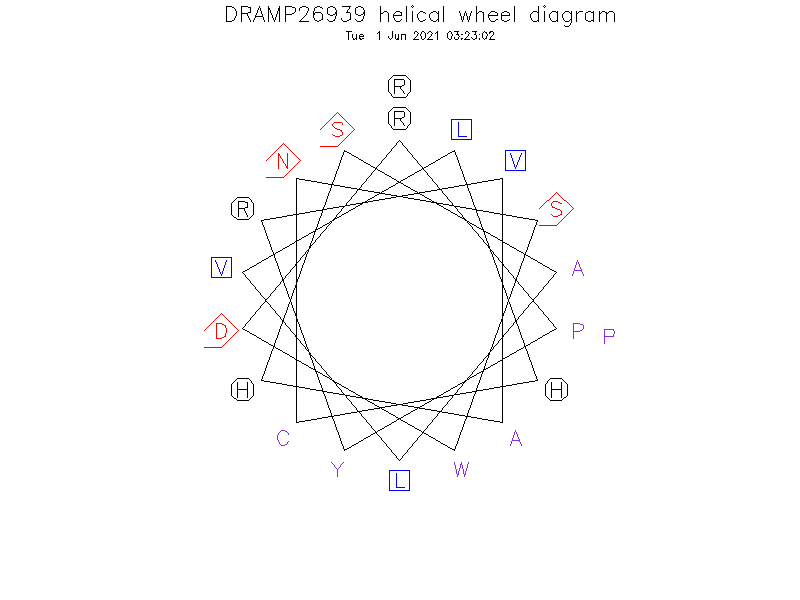 DRAMP26939 helical wheel diagram
Tue 1 Jun 2021 03:23:02
R
S R L
N V
R S
V A
D P P
H H
C A
Y W
L